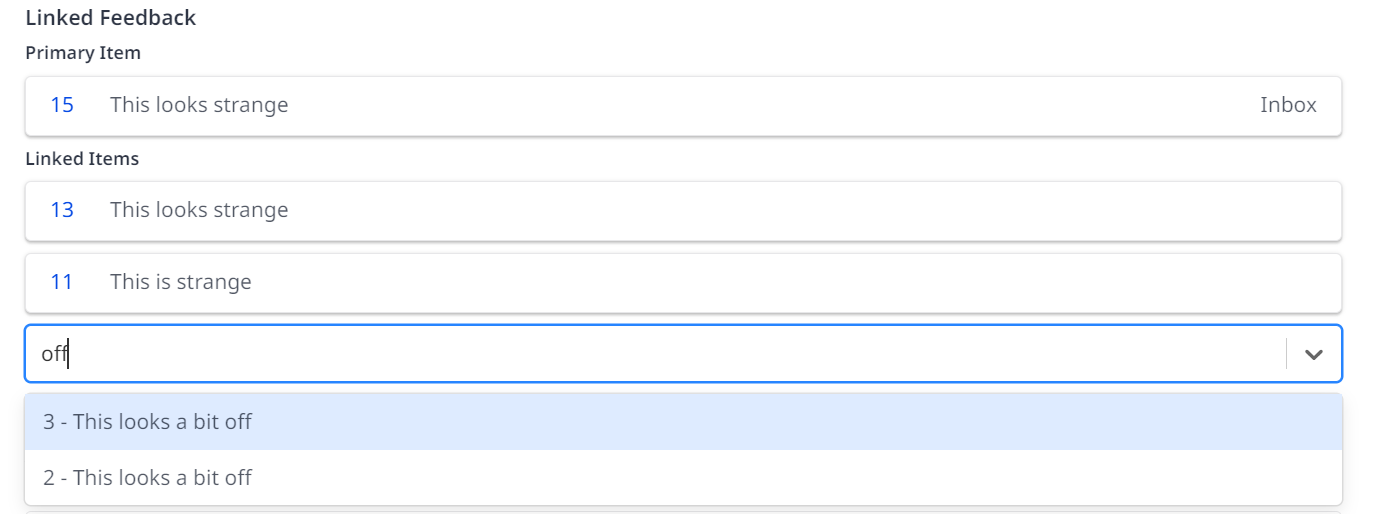 Linked Feedback
Primary Item
15 This looks strange Inbox
Linked Items
13 This looks strange
11 This is strange
off
3 - This looks a bit off
2 - This looks a bit off